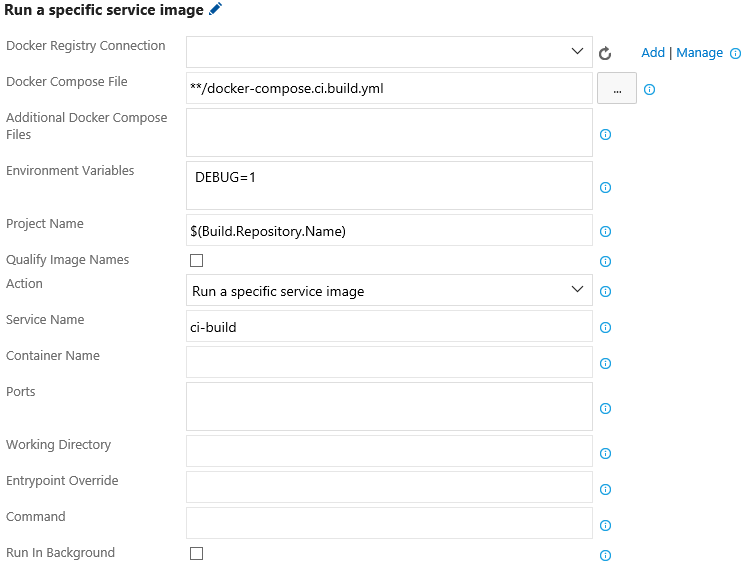 Run a specific service image
Docker Registry Connection
Add | Manage
Docker Compose File
**/docker-compose.ci.build.yml
...
Additional Docker Compose
Files
Environment Variables
DEBUG=1
Project Name
$(Build.Repository.Name)
Qualify Image Names
Action
Run a specific service image
Service Name
ci-build
Container Name
Ports
Working Directory
Entrypoint Override
Command
Run In Background